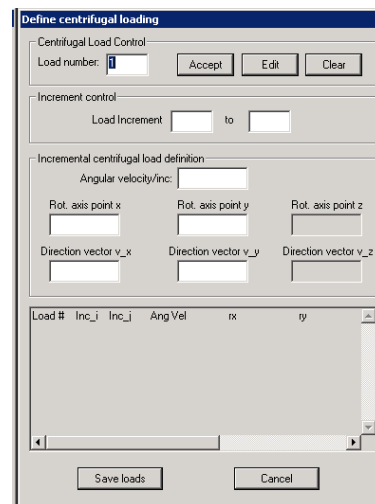 Define centrifugal loading
Centrifugal Load Control
Load number: 1 Accept Edit Clear
Increment control
Load Increment to
Incremental centrifugal load definition
Angular velocity/inc:
Rot. axis point x Rot. axis point y Rot. axis point z
Direction vector v_x Direction vector v_y Direction vector v_z
Load # Inc_i Inc_j Ang Vel rx ry
Save loads Cancel